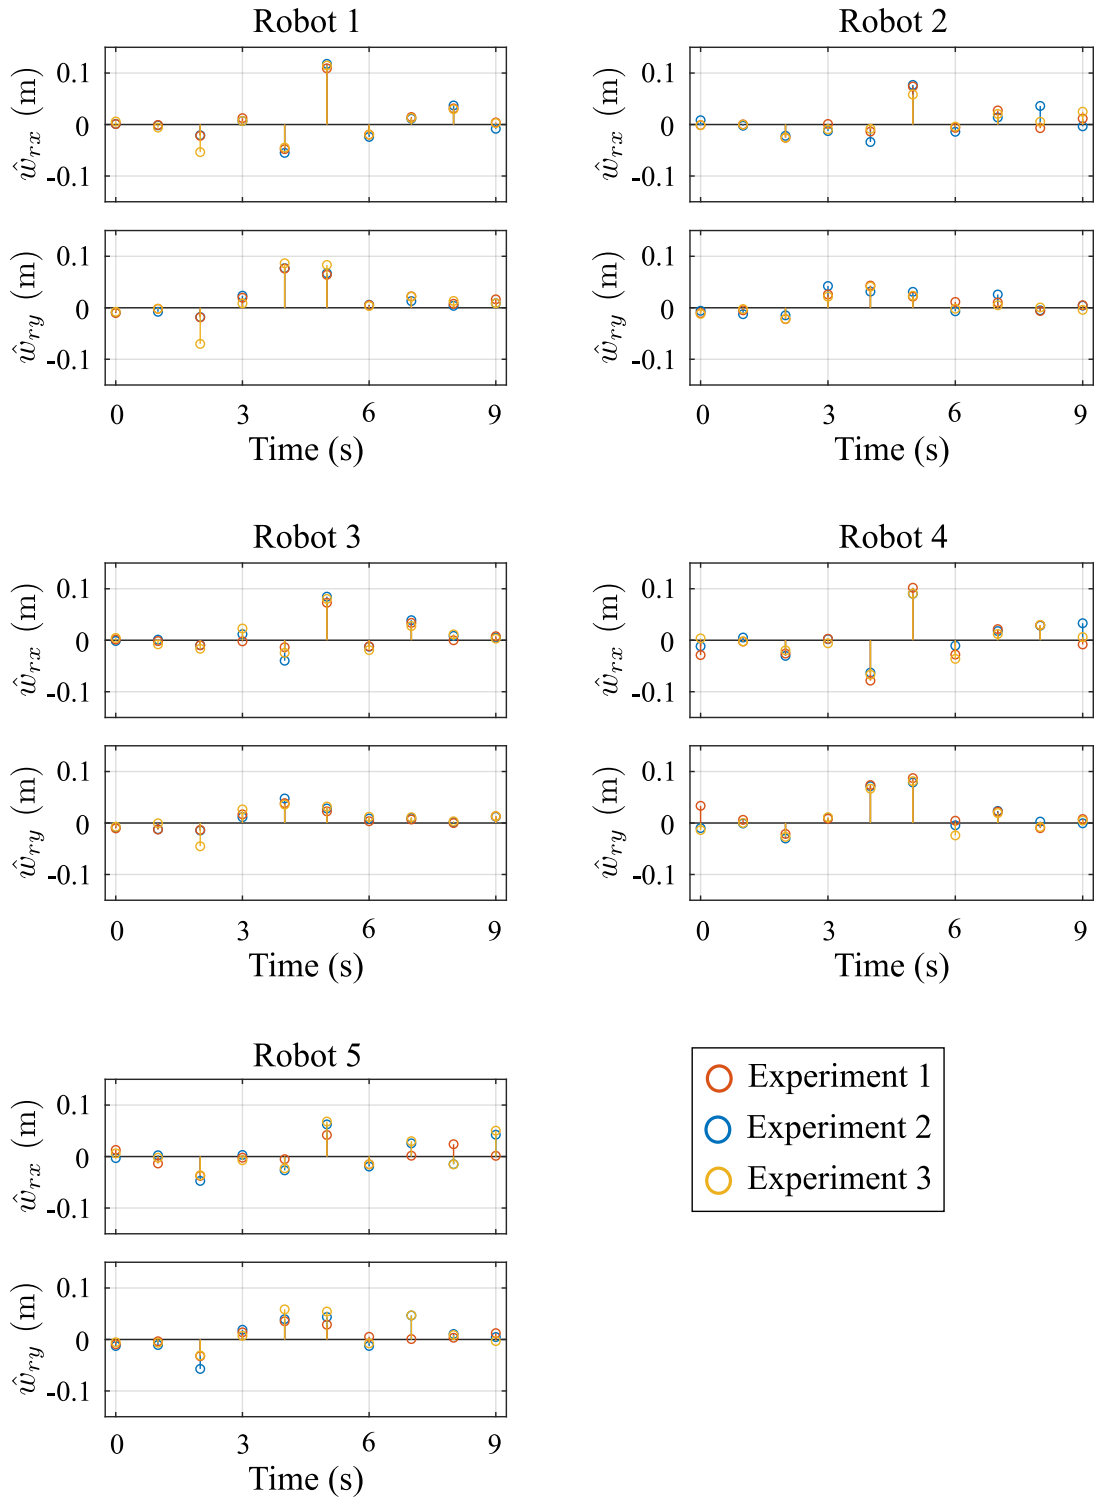 Robot 1
0.1
0
-0.1
ŵrx (m)
0.1
0
-0.1
ŵry (m)
0 3 6 9
Time (s)
Robot 2
0.1
0
-0.1
ŵrx (m)
0.1
0
-0.1
ŵry (m)
0 3 6 9
Time (s)
Robot 3
0.1
0
-0.1
ŵrx (m)
0.1
0
-0.1
ŵry (m)
0 3 6 9
Time (s)
Robot 4
0.1
0
-0.1
ŵrx (m)
0.1
0
-0.1
ŵry (m)
0 3 6 9
Time (s)
Robot 5
0.1
0
-0.1
ŵrx (m)
0.1
0
-0.1
ŵry (m)
0 3 6 9
Time (s)
Experiment 1
Experiment 2
Experiment 3